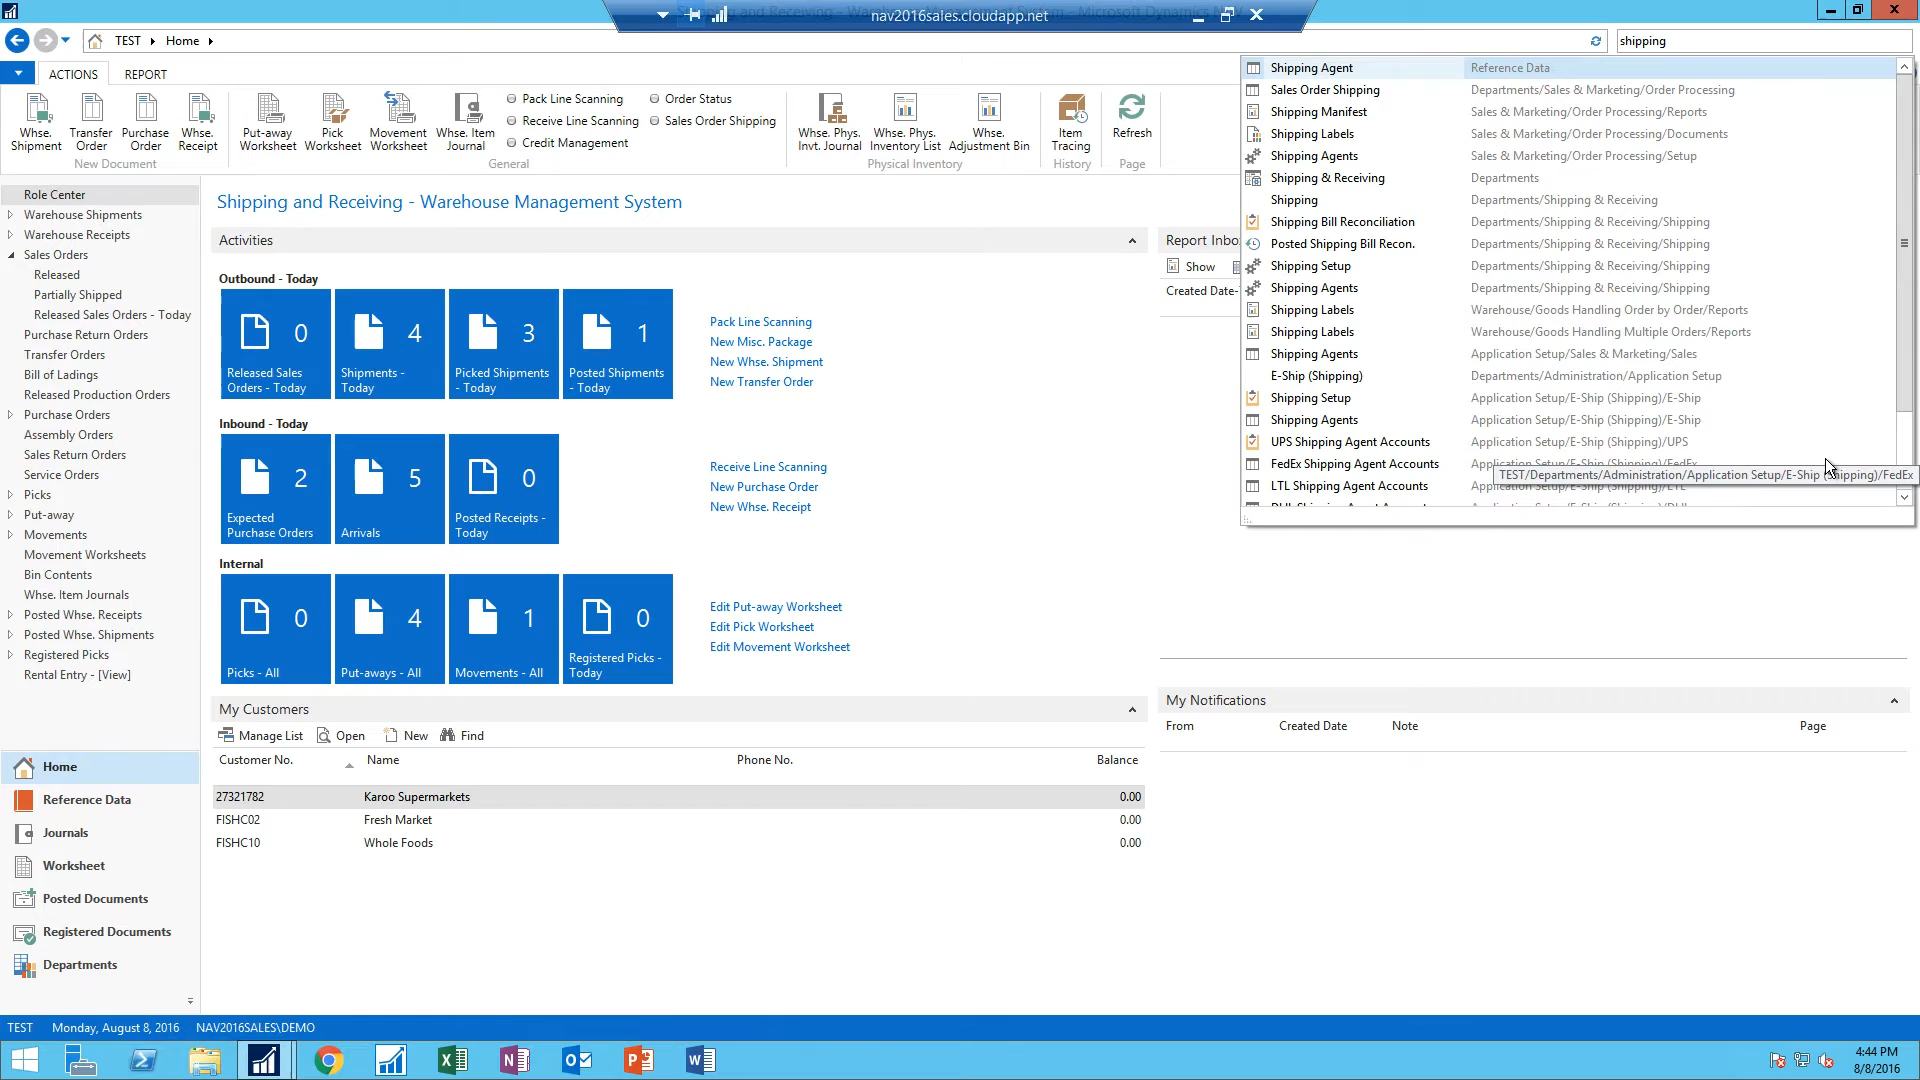 nav2016sales.cloudapp.net
TEST
Home
shipping
ACTIONS
REPORT
Whse. Shipment
Transfer Order
Purchase Order
Whse. Receipt
New Document
Put-away Worksheet
Pick Worksheet
Movement Worksheet
Whse. Item Journal
Pack Line Scanning
Receive Line Scanning
Credit Management
Order Status
Sales Order Shipping
General
Whse. Phys. Invt. Journal
Whse. Phys. Inventory List
Whse. Adjustment Bin
Physical Inventory
Item Tracing
History
Refresh
Page
Shipping Agent Reference Data
Sales Order Shipping Departments/Sales & Marketing/Order Processing
Shipping Manifest Sales & Marketing/Order Processing/Reports
Shipping Labels Sales & Marketing/Order Processing/Documents
Shipping Agents Sales & Marketing/Order Processing/Setup
Shipping & Receiving Departments
Shipping Departments/Shipping & Receiving
Shipping Bill Reconciliation Departments/Shipping & Receiving/Shipping
Posted Shipping Bill Recon. Departments/Shipping & Receiving/Shipping
Shipping Setup Departments/Shipping & Receiving/Shipping
Shipping Agents Departments/Shipping & Receiving/Shipping
Shipping Labels Warehouse/Goods Handling Order by Order/Reports
Shipping Labels Warehouse/Goods Handling Multiple Orders/Reports
Shipping Agents Application Setup/Sales & Marketing/Sales
E-Ship (Shipping) Departments/Administration/Application Setup
Shipping Setup Application Setup/E-Ship (Shipping)/E-Ship
Shipping Agents Application Setup/E-Ship (Shipping)/E-Ship
UPS Shipping Agent Accounts Application Setup/E-Ship (Shipping)/UPS
FedEx Shipping Agent Accounts Application Setup/E-Ship (Shipping)/FedEx
TEST/Departments/Administration/Application Setup/E-Ship (Shipping)/FedEx
LTL Shipping Agent Accounts Application Setup/E-Ship (Shipping)/LTL
Role Center
Warehouse Shipments
Warehouse Receipts
Sales Orders
Released
Partially Shipped
Released Sales Orders - Today
Purchase Return Orders
Transfer Orders
Bill of Ladings
Released Production Orders
Purchase Orders
Assembly Orders
Sales Return Orders
Service Orders
Picks
Put-away
Movements
Movement Worksheets
Bin Contents
Whse. Item Journals
Posted Whse. Receipts
Posted Whse. Shipments
Registered Picks
Rental Entry - [View]
Home
Reference Data
Journals
Worksheet
Posted Documents
Registered Documents
Departments
Shipping and Receiving - Warehouse Management System
Activities
Outbound - Today
0 Released Sales Orders - Today
4 Shipments - Today
3 Picked Shipments - Today
1 Posted Shipments - Today
Pack Line Scanning
New Misc. Package
New Whse. Shipment
New Transfer Order
Inbound - Today
2 Expected Purchase Orders
5 Arrivals
0 Posted Receipts - Today
Receive Line Scanning
New Purchase Order
New Whse. Receipt
Internal
0 Picks - All
4 Put-aways - All
1 Movements - All
0 Registered Picks - Today
Edit Put-away Worksheet
Edit Pick Worksheet
Edit Movement Worksheet
My Customers
Manage List Open New Find
Customer No. Name Phone No. Balance
27321782 Karoo Supermarkets 0.00
FISHC02 Fresh Market 0.00
FISHC10 Whole Foods 0.00
Report Inbo
Show
Created Date-
My Notifications
From Created Date Note Page
TEST Monday, August 8, 2016 NAV2016SALES\DEMO
4:44 PM
8/8/2016